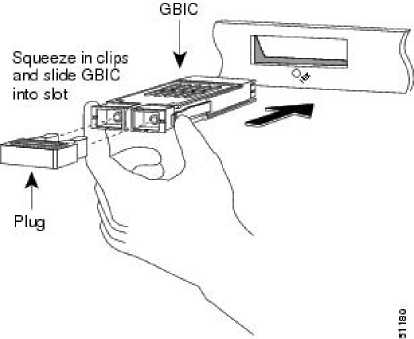 GBIC
Squeeze in clips
and slide GBIC
into slot
Plug
51180